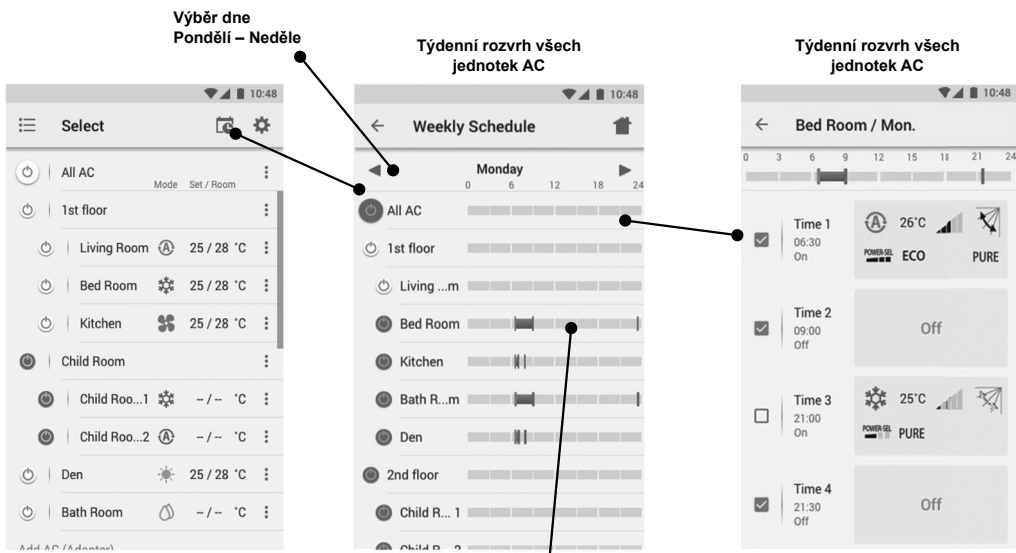 Výběr dne
Pondělí – Neděle
Týdenní rozvrh všech
jednotek AC
Týdenní rozvrh všech
jednotek AC
10:48
Select
All AC
Mode Set / Room
1st floor
Living Room A 25 / 28 °C
Bed Room 25 / 28 °C
Kitchen 25 / 28 °C
Child Room
Child Roo...1 -- / -- °C
Child Roo...2 A -- / -- °C
Den 25 / 28 °C
Bath Room -- / -- °C
Add AC (Adapter)
10:48
Weekly Schedule
Monday
0 6 12 18 24
All AC
1st floor
Living ...m
Bed Room
Kitchen
Bath R...m
Den
2nd floor
Child R... 1
Child R... 2
10:48
Bed Room / Mon.
0 3 6 9 12 15 18 21 24
Time 1
06:30
On
A 26°C
POWER-SEL ECO PURE
Time 2
09:00
Off
Off
Time 3
21:00
On
25°C
POWER-SEL PURE
Time 4
21:30
Off
Off